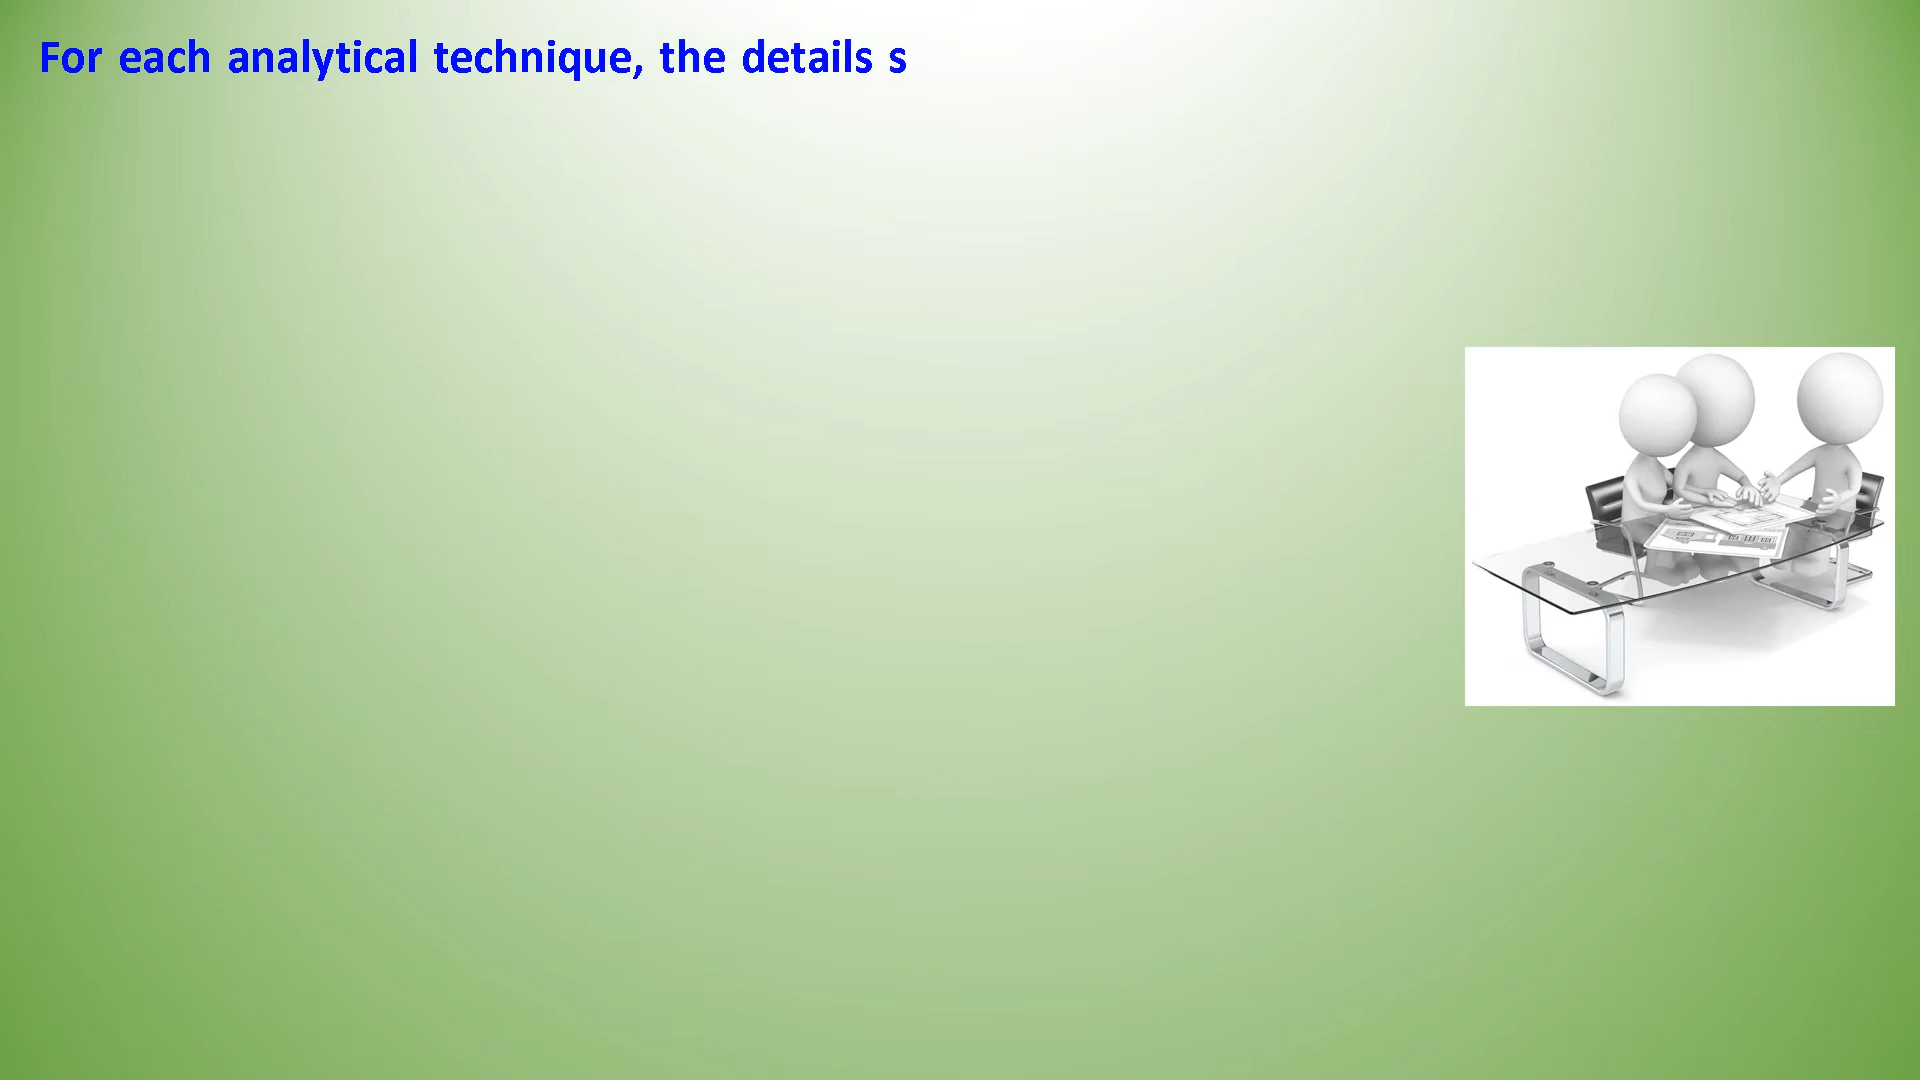 For each analytical technique, the details s